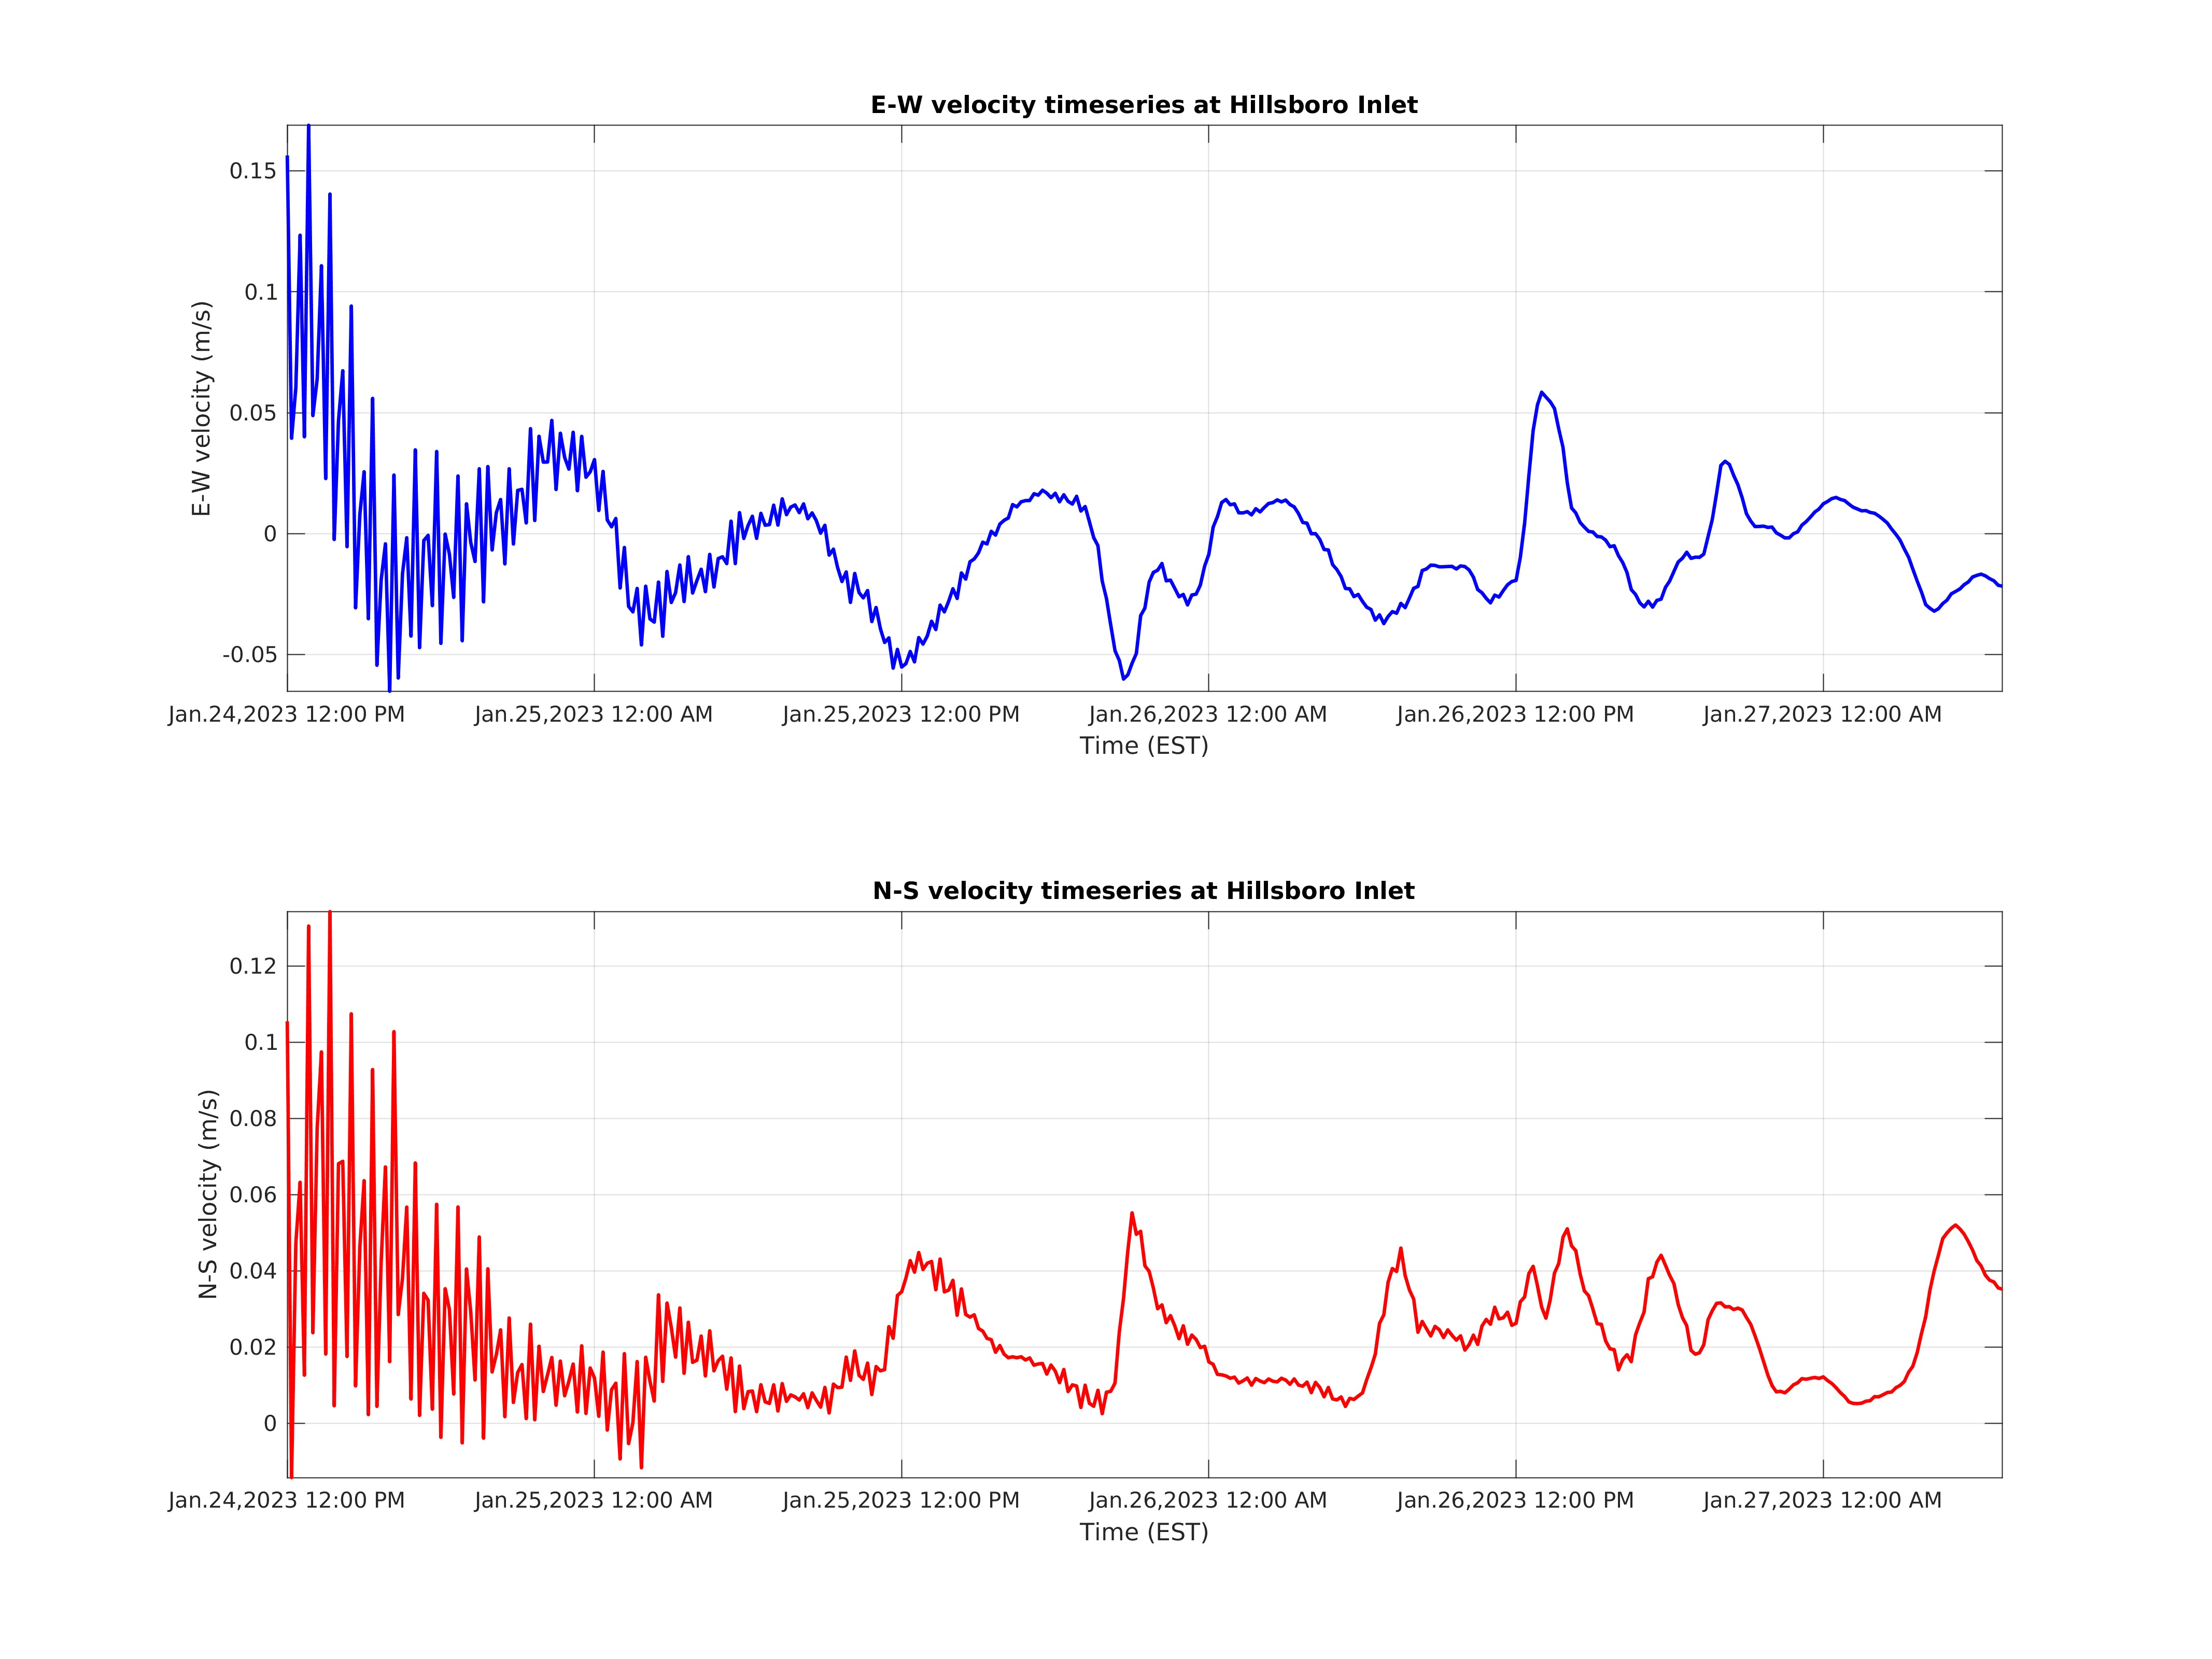 E-W velocity timeseries at Hillsboro Inlet
E-W velocity (m/s)
0.15
0.1
0.05
0
-0.05
Jan.24,2023 12:00 PM Jan.25,2023 12:00 AM Jan.25,2023 12:00 PM Jan.26,2023 12:00 AM Jan.26,2023 12:00 PM Jan.27,2023 12:00 AM
Time (EST)
N-S velocity timeseries at Hillsboro Inlet
N-S velocity (m/s)
0.12
0.1
0.08
0.06
0.04
0.02
0
Jan.24,2023 12:00 PM Jan.25,2023 12:00 AM Jan.25,2023 12:00 PM Jan.26,2023 12:00 AM Jan.26,2023 12:00 PM Jan.27,2023 12:00 AM
Time (EST)